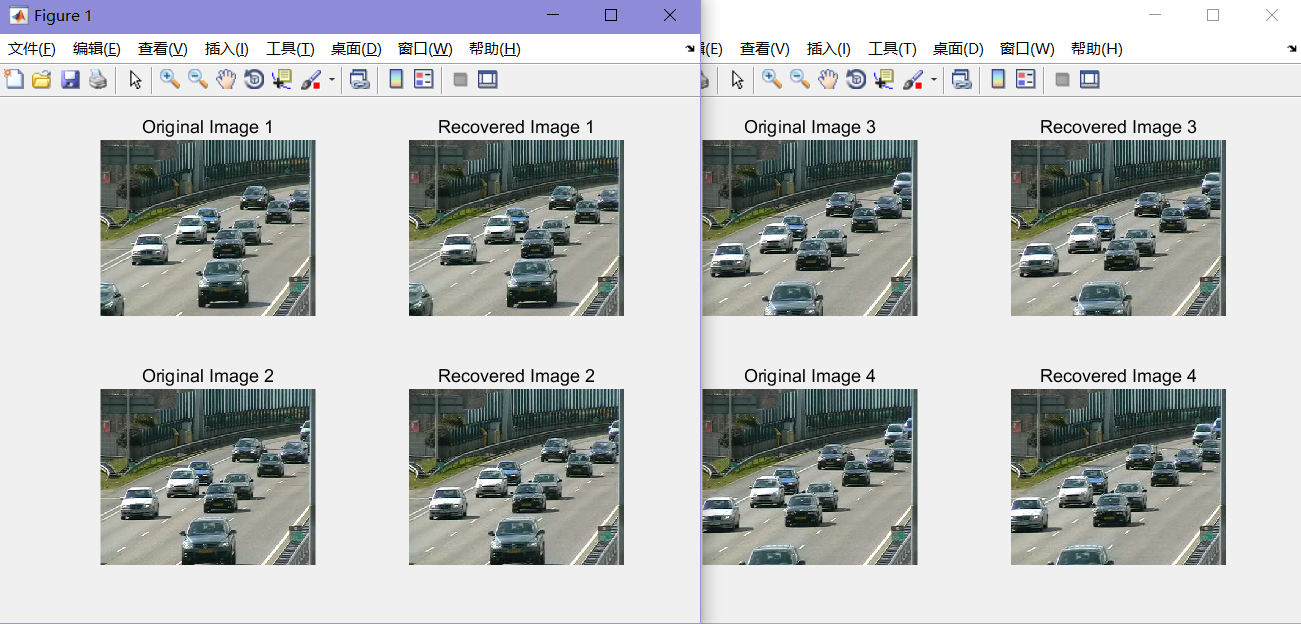 Figure 1
文件(F) 编辑(E) 查看(V) 插入(I) 工具(T) 桌面(D) 窗口(W) 帮助(H)
辑(E) 查看(V) 插入(I) 工具(T) 桌面(D) 窗口(W) 帮助(H)
Original Image 1 Recovered Image 1
Original Image 3 Recovered Image 3
Original Image 2 Recovered Image 2
Original Image 4 Recovered Image 4